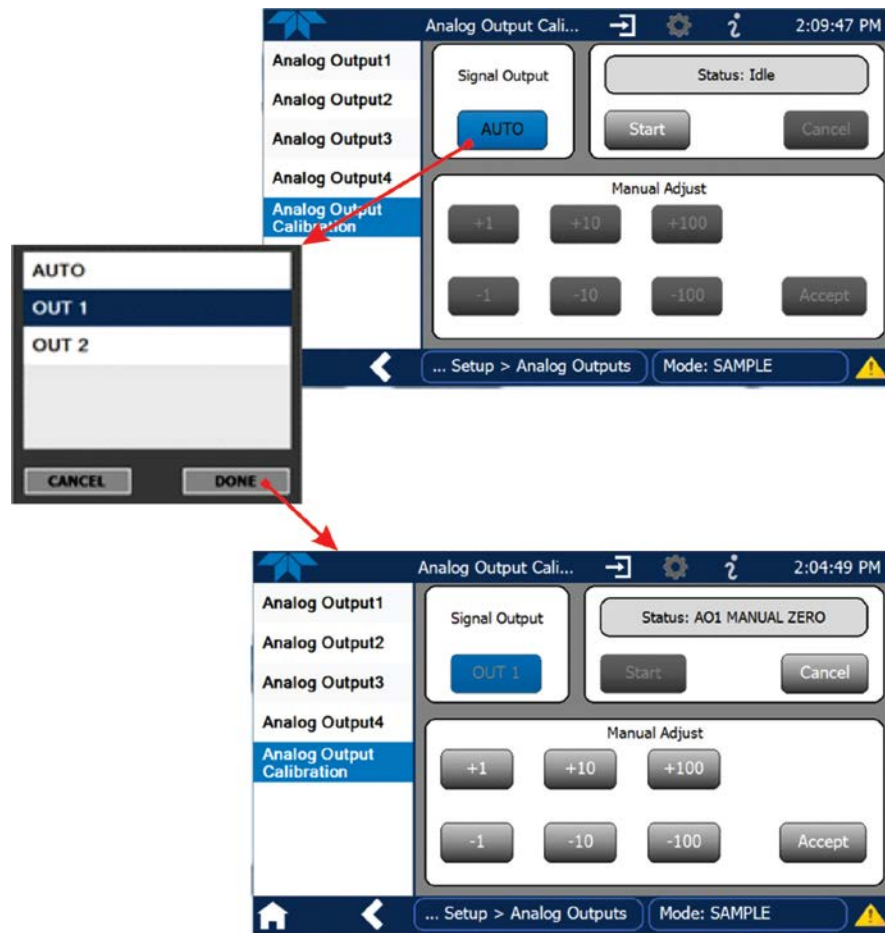 Analog Output Cali... 2:09:47 PM
Analog Output1
Analog Output2
Analog Output3
Analog Output4
Analog Output
Calibration
Signal Output
AUTO
Status: Idle
Start Cancel
Manual Adjust
+1 +10 +100
-1 -10 -100 Accept
... Setup > Analog Outputs Mode: SAMPLE
AUTO
OUT 1
OUT 2
CANCEL DONE
Analog Output Cali... 2:04:49 PM
Analog Output1
Analog Output2
Analog Output3
Analog Output4
Analog Output
Calibration
Signal Output
OUT 1
Status: AO1 MANUAL ZERO
Start Cancel
Manual Adjust
+1 +10 +100
-1 -10 -100 Accept
... Setup > Analog Outputs Mode: SAMPLE